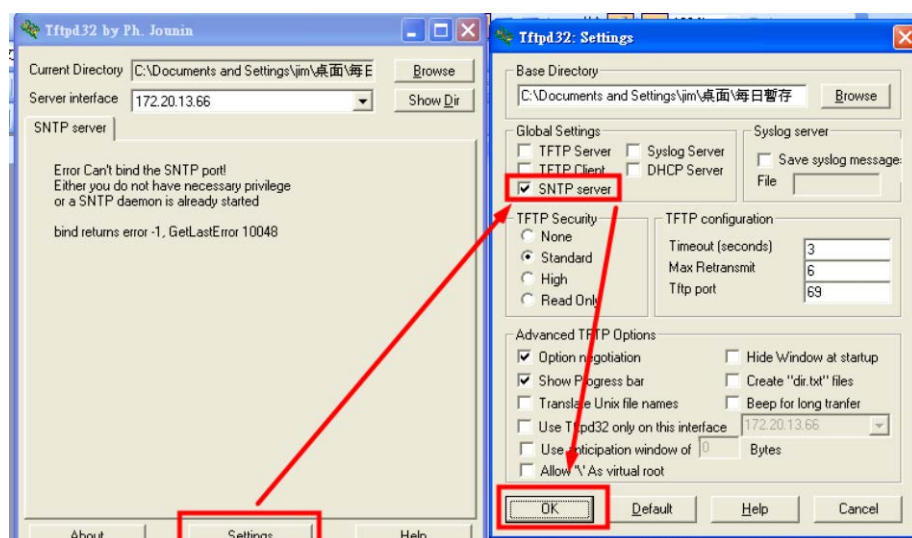 Tftpd32 by Ph. Jounin
Current Directory C:\Documents and Settings\jim\桌面\每E Browse
Server interface 172.20.13.66 Show Dir
SNTP server
Error Can't bind the SNTP port!
Either you do not have necessary privilege
or a SNTP daemon is already started
bind returns error -1, GetLastError 10048
About Settings Help
Tftpd32: Settings
Base Directory
C:\Documents and Settings\jim\桌面\每日暫存 Browse
Global Settings
TFTP Server Syslog Server
TFTP Client DHCP Server
SNTP server
Syslog server
Save syslog message
File
TFTP Security
None
Standard
High
Read Only
TFTP configuration
Timeout (seconds) 3
Max Retransmit 6
Tftp port 69
Advanced TFTP Options
Option negotiation Hide Window at startup
Show Progress bar Create "dir.txt" files
Translate Unix file names Beep for long tranfer
Use Tftpd32 only on this interface 172.20.13.66
Use anticipation window of 0 Bytes
Allow '\' As virtual root
OK Default Help Cancel